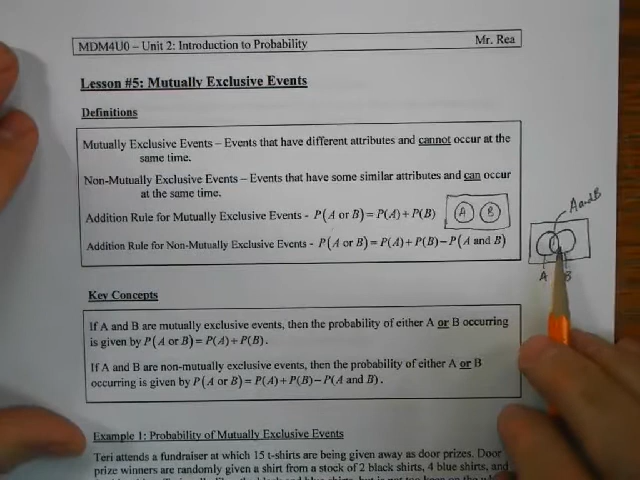 MDM4U0 – Unit 2: Introduction to Probability Mr. Rea
Lesson #5: Mutually Exclusive Events
Definitions
Mutually Exclusive Events – Events that have different attributes and cannot occur at the
same time.
Non-Mutually Exclusive Events – Events that have some similar attributes and can occur
at the same time.
Addition Rule for Mutually Exclusive Events - P(A or B) = P(A) + P(B) A B
A and B
Addition Rule for Non-Mutually Exclusive Events - P(A or B) = P(A) + P(B) − P(A and B)
A B
Key Concepts
If A and B are mutually exclusive events, then the probability of either A or B occurring
is given by P(A or B) = P(A) + P(B).
If A and B are non-mutually exclusive events, then the probability of either A or B
occurring is given by P(A or B) = P(A) + P(B) − P(A and B).
Example 1: Probability of Mutually Exclusive Events
Teri attends a fundraiser at which 15 t-shirts are being given away as door prizes. Door
prize winners are randomly given a shirt from a stock of 2 black shirts, 4 blue shirts, and